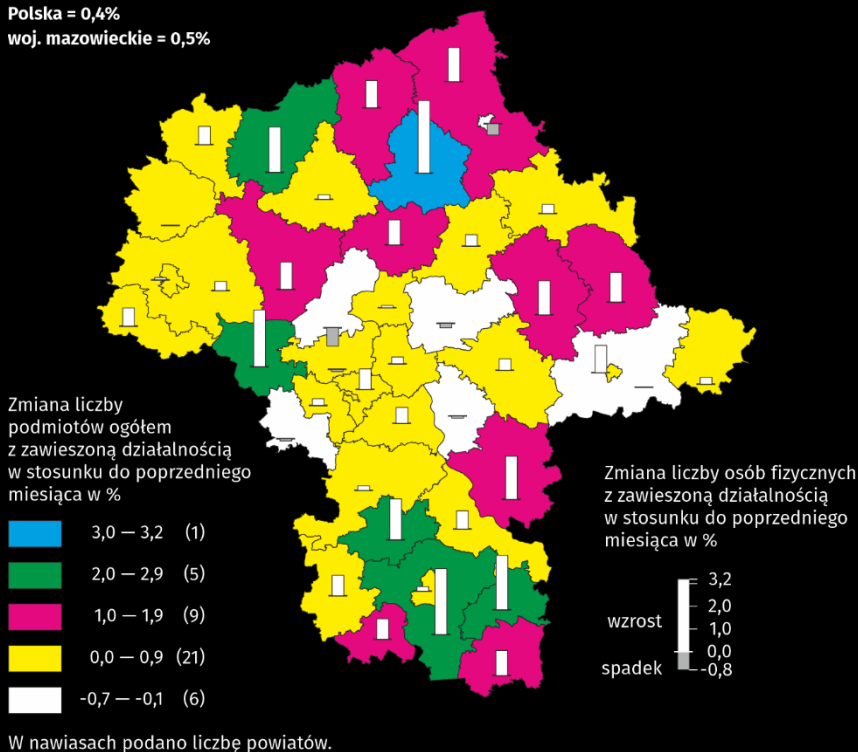 Polska = 0,4%
woj. mazowieckie = 0,5%
Zmiana liczby
podmiotów ogółem
z zawieszoną działalnością
w stosunku do poprzedniego
miesiąca w %
3,0 — 3,2 (1)
2,0 — 2,9 (5)
1,0 — 1,9 (9)
0,0 — 0,9 (21)
-0,7 — -0,1 (6)
W nawiasach podano liczbę powiatów.
Zmiana liczby osób fizycznych
z zawieszoną działalnością
w stosunku do poprzedniego
miesiąca w %
3,2
2,0
wzrost 1,0
0,0
spadek -0,8